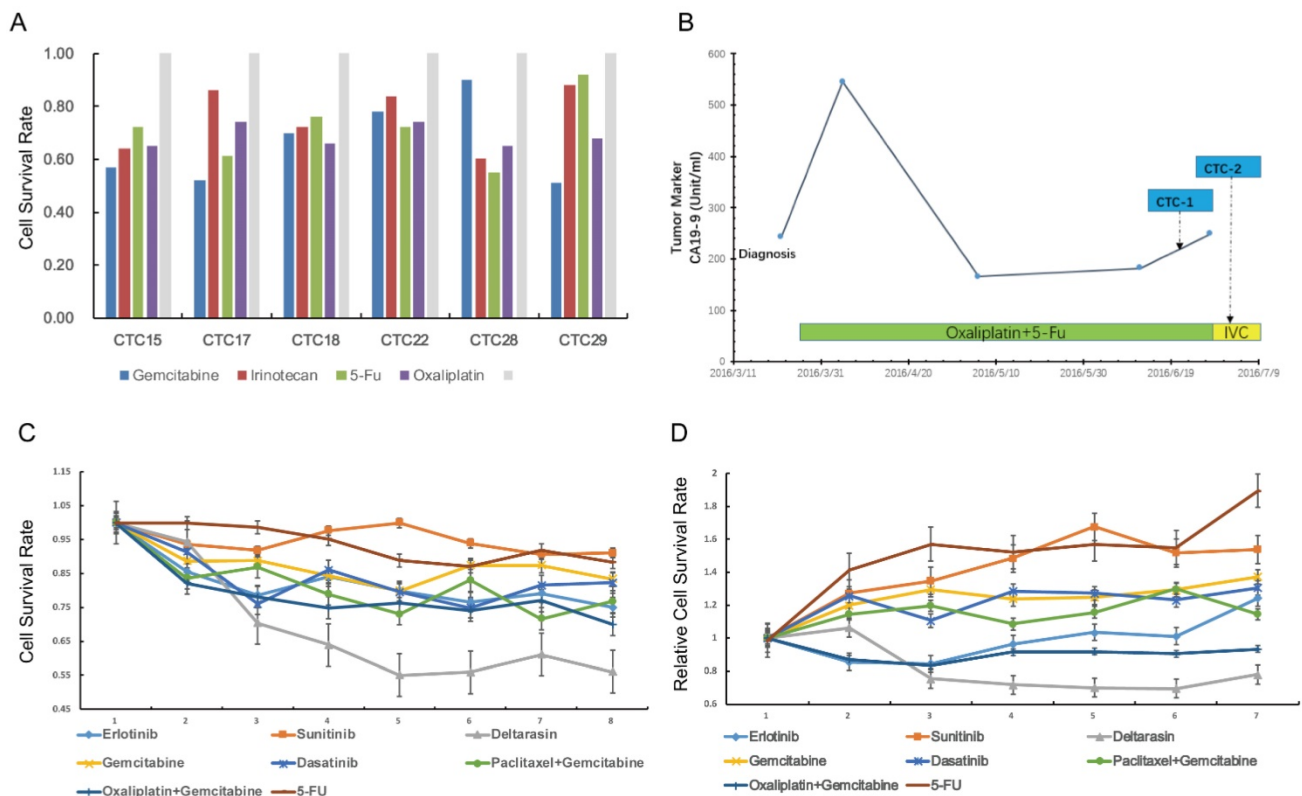 A
Cell Survival Rate
1.00
0.80
0.60
0.40
0.20
0.00
CTC15 CTC17 CTC18 CTC22 CTC28 CTC29
Gemcitabine Irinotecan 5-Fu Oxaliplatin
B
Tumor Marker
CA19-9 (Unit/ml)
600
500
400
300
200
100
0
Diagnosis
CTC-1
CTC-2
Oxaliplatin+5-Fu IVC
2016/3/11 2016/3/31 2016/4/20 2016/5/10 2016/5/30 2016/6/19 2016/7/9
C
Cell Survival Rate
1.15
1.05
0.95
0.85
0.75
0.65
0.55
0.45
1 2 3 4 5 6 7 8
Erlotinib Sunitinib Deltarasin
Gemcitabine Dasatinib Paclitaxel+Gemcitabine
Oxaliplatin+Gemcitabine 5-FU
D
Relative Cell Survival Rate
2
1.8
1.6
1.4
1.2
1
0.8
0.6
1 2 3 4 5 6 7
Erlotinib Sunitinib Deltarasin
Gemcitabine Dasatinib Paclitaxel+Gemcitabine
Oxaliplatin+Gemcitabine 5-FU